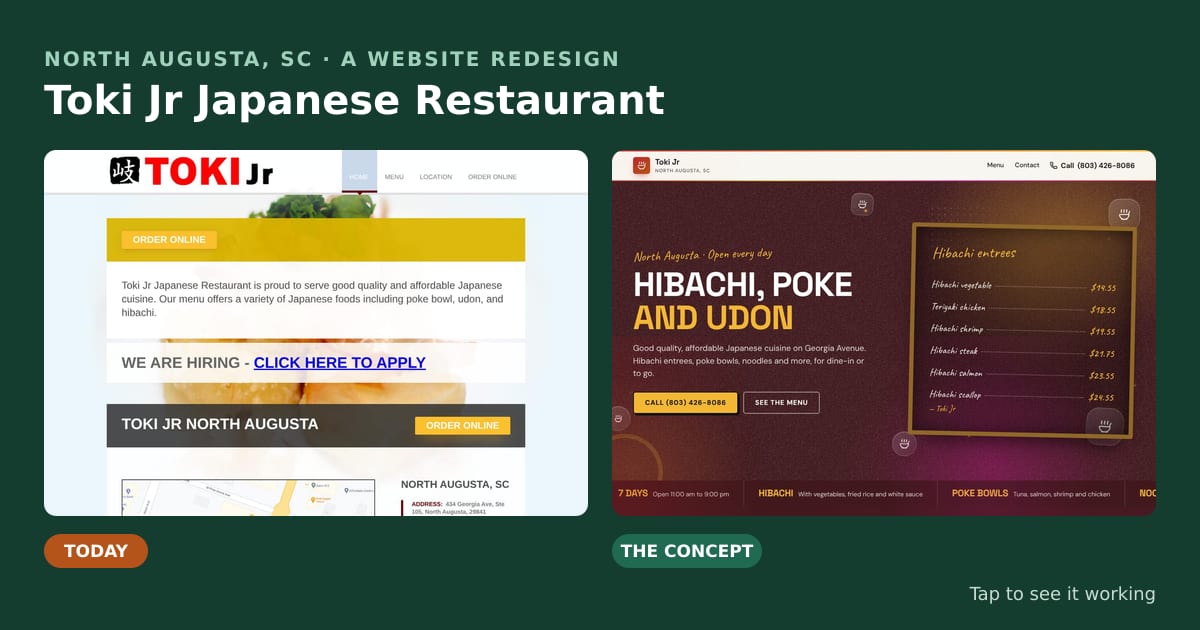 NORTH AUGUSTA, SC · A WEBSITE REDESIGN
Toki Jr Japanese Restaurant
岐 TOKI Jr
HOME MENU LOCATION ORDER ONLINE
ORDER ONLINE
Toki Jr Japanese Restaurant is proud to serve good quality and affordable Japanese
cuisine. Our menu offers a variety of Japanese foods including poke bowl, udon, and
hibachi.
WE ARE HIRING - CLICK HERE TO APPLY
TOKI JR NORTH AUGUSTA
ORDER ONLINE
NORTH AUGUSTA, SC
ADDRESS: 434 Georgia Ave, Ste
105, North Augusta, 29841
TODAY
Toki Jr
NORTH AUGUSTA, SC
Menu Contact Call (803) 426-8086
North Augusta · Open every day
HIBACHI, POKE
AND UDON
Good quality, affordable Japanese cuisine on Georgia Avenue.
Hibachi entrees, poke bowls, noodles and more, for dine-in or
to go.
CALL (803) 426-8086
SEE THE MENU
Hibachi entrees
Hibachi vegetable $14.55
Teriyaki chicken $18.55
Hibachi shrimp $19.55
Hibachi steak $21.75
Hibachi salmon $23.55
Hibachi scallop $24.55
– Toki Jr
7 DAYS Open 11:00 am to 9:00 pm
HIBACHI With vegetables, fried rice and white sauce
POKE BOWLS Tuna, salmon, shrimp and chicken
NOO
THE CONCEPT
Tap to see it working